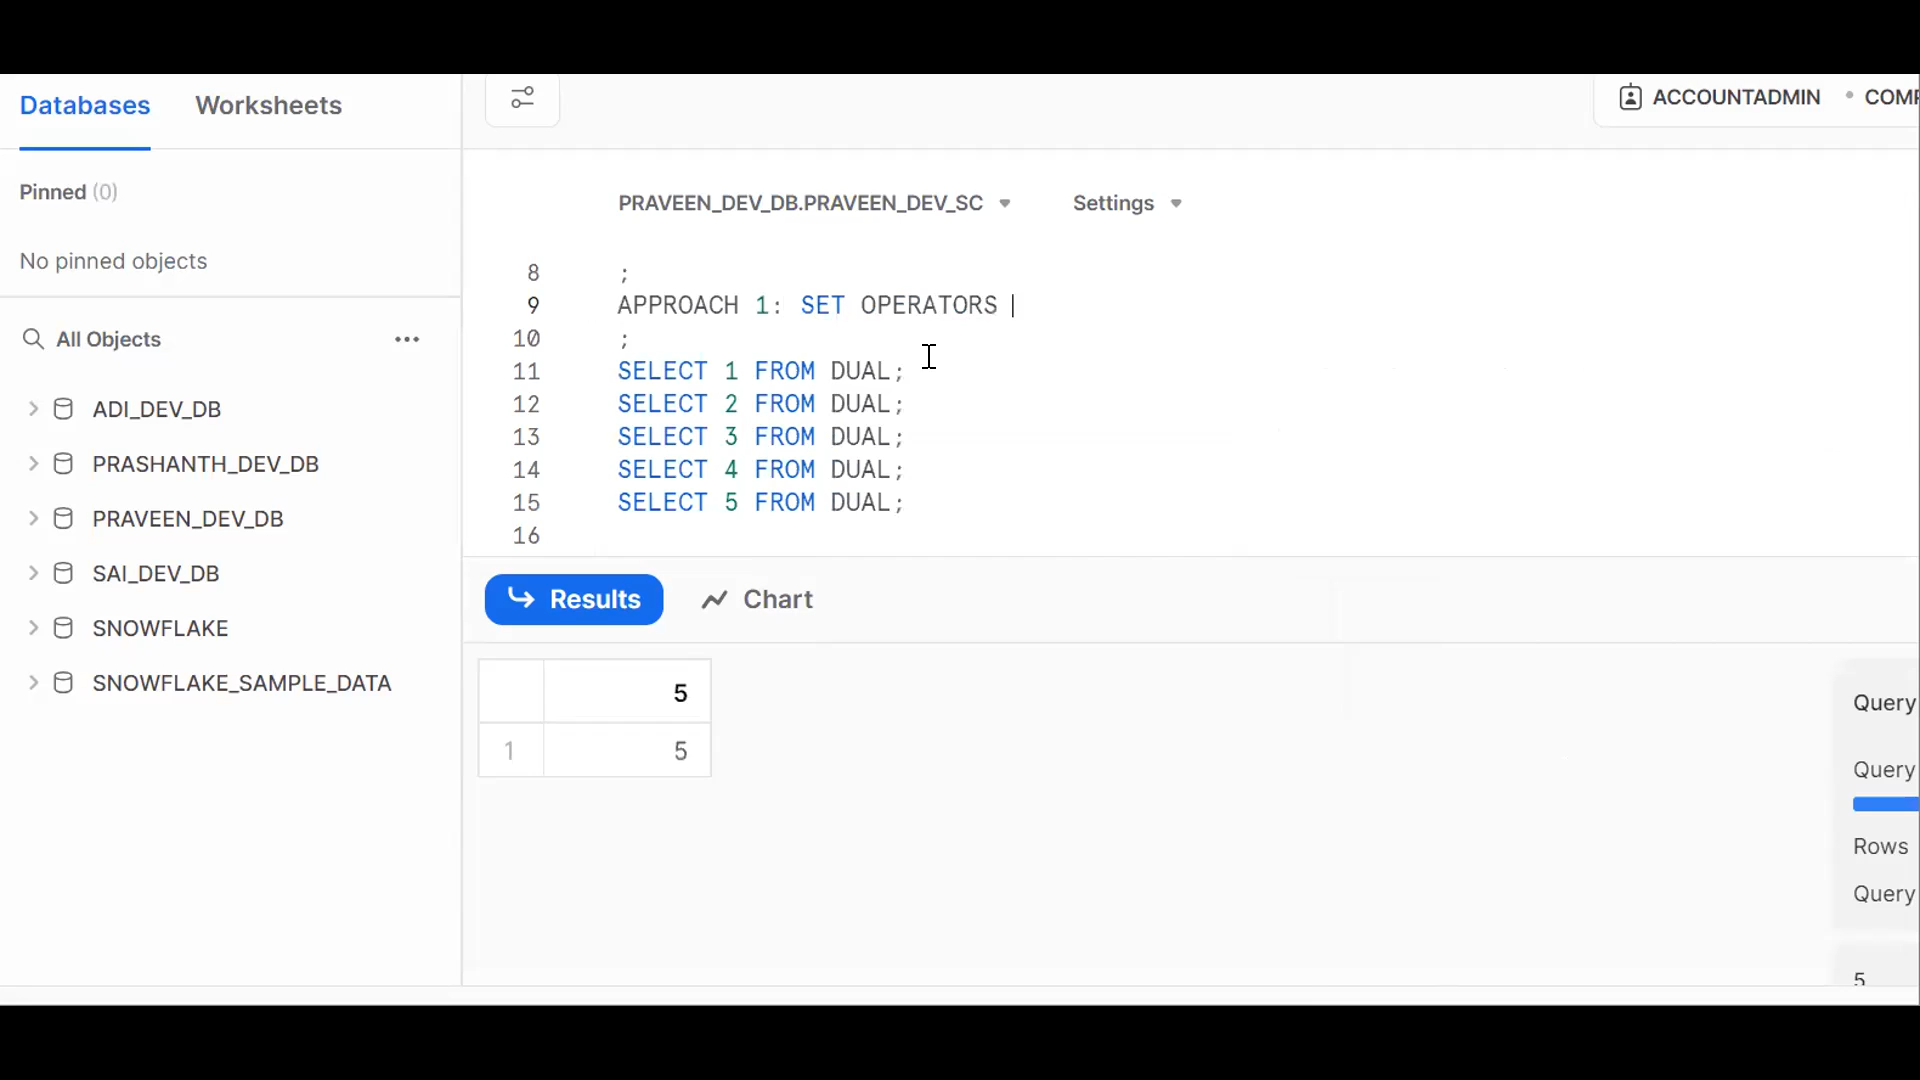 Databases Worksheets
ACCOUNTADMIN
Pinned (0)
No pinned objects
All Objects
ADI_DEV_DB
PRASHANTH_DEV_DB
PRAVEEN_DEV_DB
SAI_DEV_DB
SNOWFLAKE
SNOWFLAKE_SAMPLE_DATA
PRAVEEN_DEV_DB.PRAVEEN_DEV_SC Settings
8 ;
9 APPROACH 1: SET OPERATORS
10 ;
11 SELECT 1 FROM DUAL;
12 SELECT 2 FROM DUAL;
13 SELECT 3 FROM DUAL;
14 SELECT 4 FROM DUAL;
15 SELECT 5 FROM DUAL;
16
Results Chart
5
1 5
Query
Query
Rows
Query
5